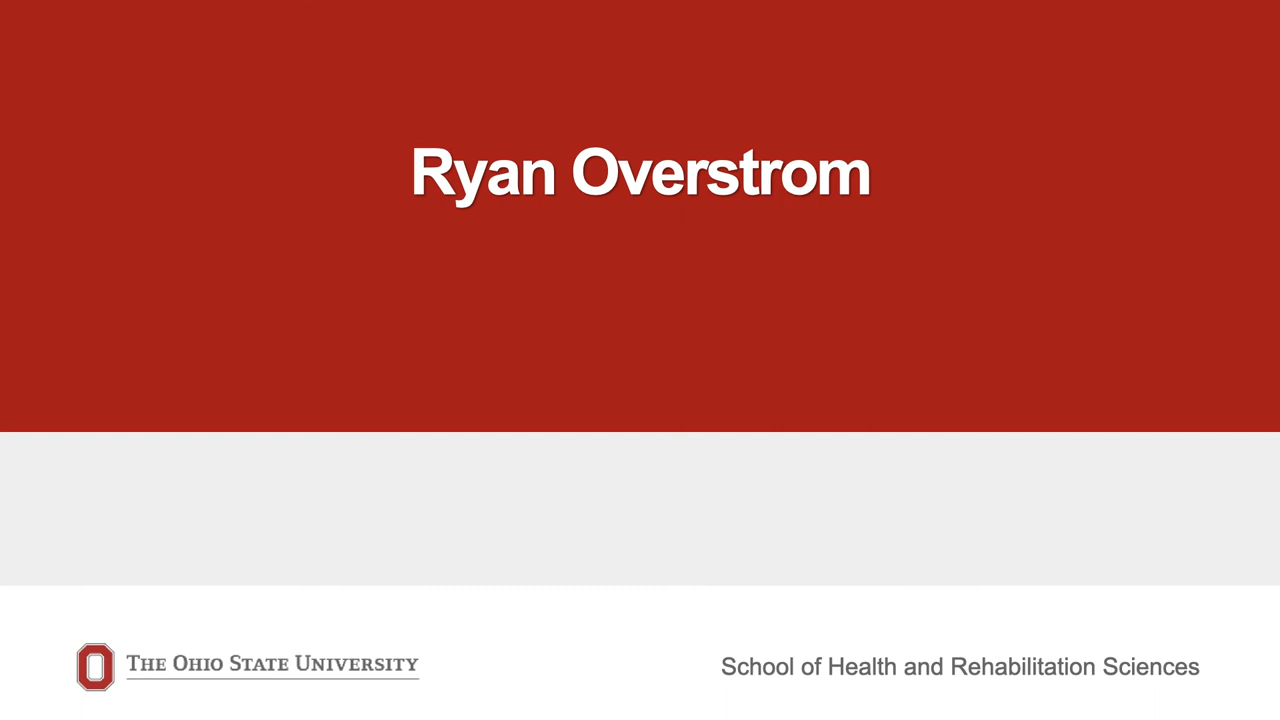 Ryan Overstrom
The Ohio State University
School of Health and Rehabilitation Sciences